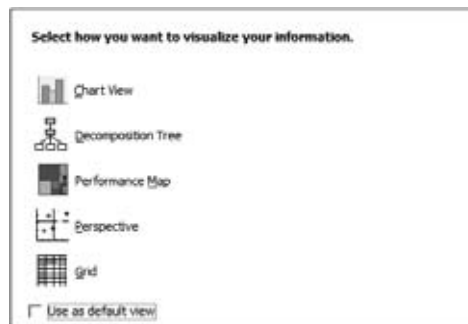 Select how you want to visualize your information.
Chart View
Decomposition Tree
Performance Map
Perspective
Grid
Use as default view